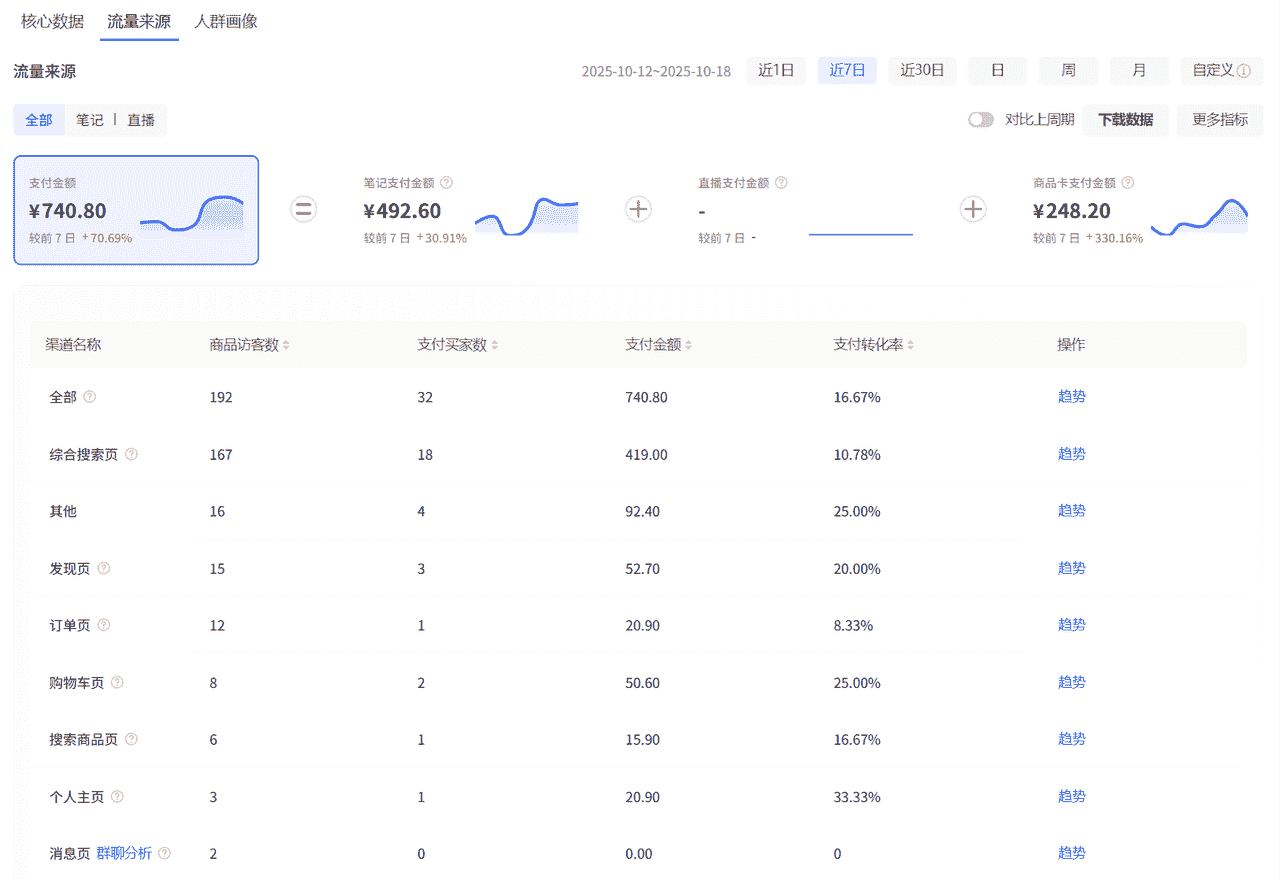 核心数据 流量来源 人群画像
流量来源 2025-10-12~2025-10-18 近1日 近7日 近30日 日 周 月 自定义
全部 笔记 直播 对比上周期 下载数据 更多指标
支付金额 笔记支付金额 直播支付金额 商品卡支付金额
¥740.80 ¥492.60 - ¥248.20
较前 7 日 +70.69% 较前 7 日 +30.91% 较前 7 日 - 较前 7 日 +330.16%
渠道名称 商品访客数 支付买家数 支付金额 支付转化率 操作
全部 192 32 740.80 16.67% 趋势
综合搜索页 167 18 419.00 10.78% 趋势
其他 16 4 92.40 25.00% 趋势
发现页 15 3 52.70 20.00% 趋势
订单页 12 1 20.90 8.33% 趋势
购物车页 8 2 50.60 25.00% 趋势
搜索商品页 6 1 15.90 16.67% 趋势
个人主页 3 1 20.90 33.33% 趋势
消息页 群聊分析 2 0 0.00 0 趋势